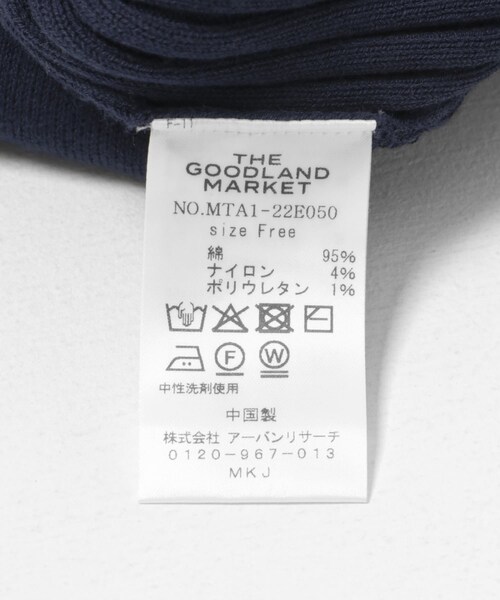 THE
GOODLAND
MARKET
NO.MTA1-22E050
size Free
綿 95%
ナイロン 4%
ポリウレタン 1%
F W
中性洗剤使用
中国製
株式会社 アーバンリサーチ
0120-967-013
MKJ